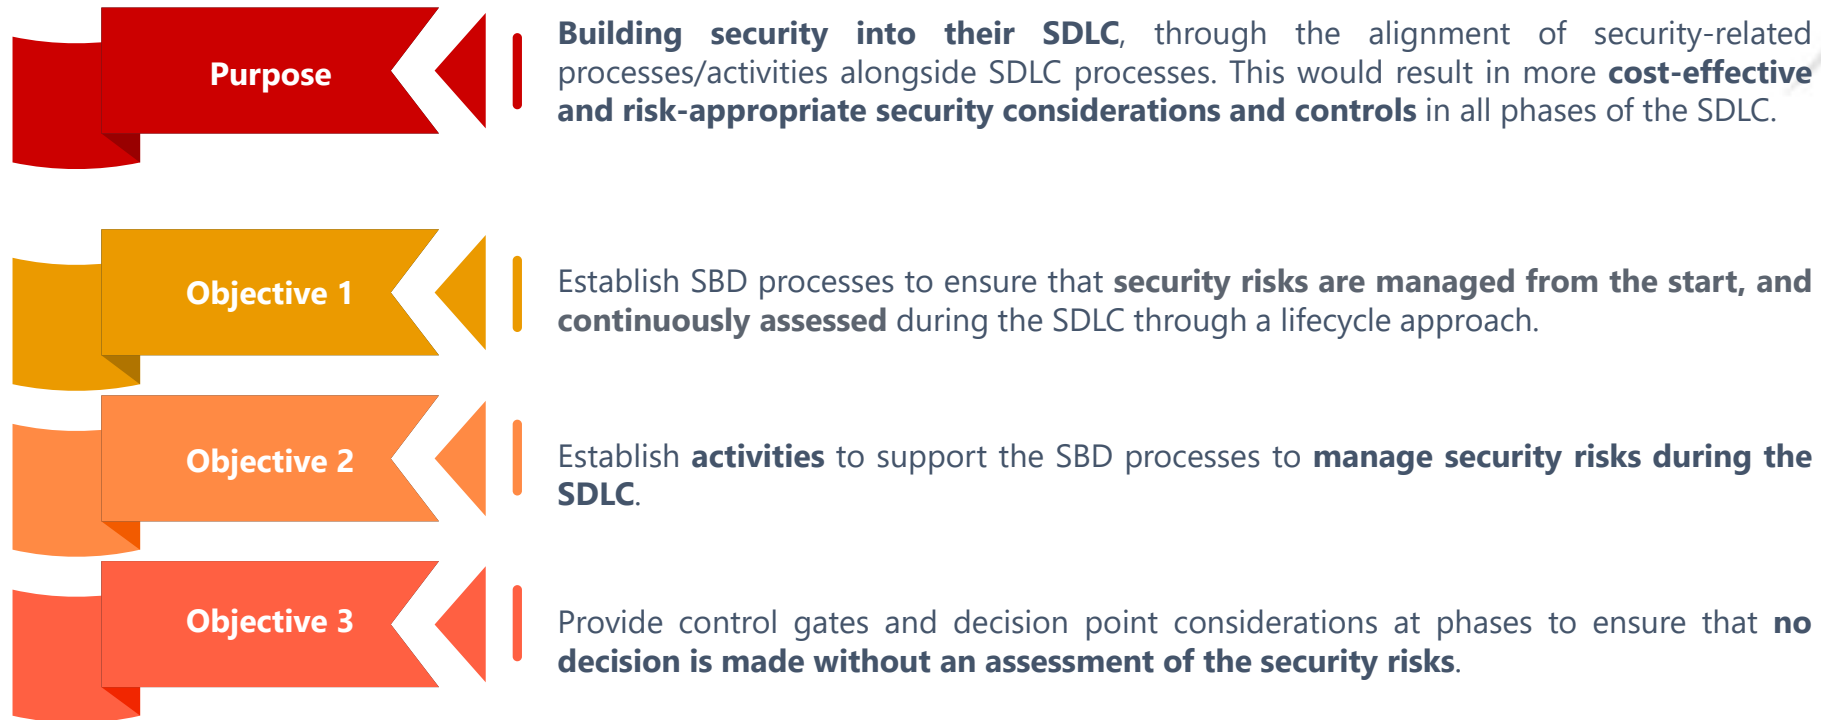 Purpose
Building security into their SDLC, through the alignment of security-related
processes/activities alongside SDLC processes. This would result in more cost-effective
and risk-appropriate security considerations and controls in all phases of the SDLC.
Objective 1
Establish SBD processes to ensure that security risks are managed from the start, and
continuously assessed during the SDLC through a lifecycle approach.
Objective 2
Establish activities to support the SBD processes to manage security risks during the
SDLC.
Objective 3
Provide control gates and decision point considerations at phases to ensure that no
decision is made without an assessment of the security risks.